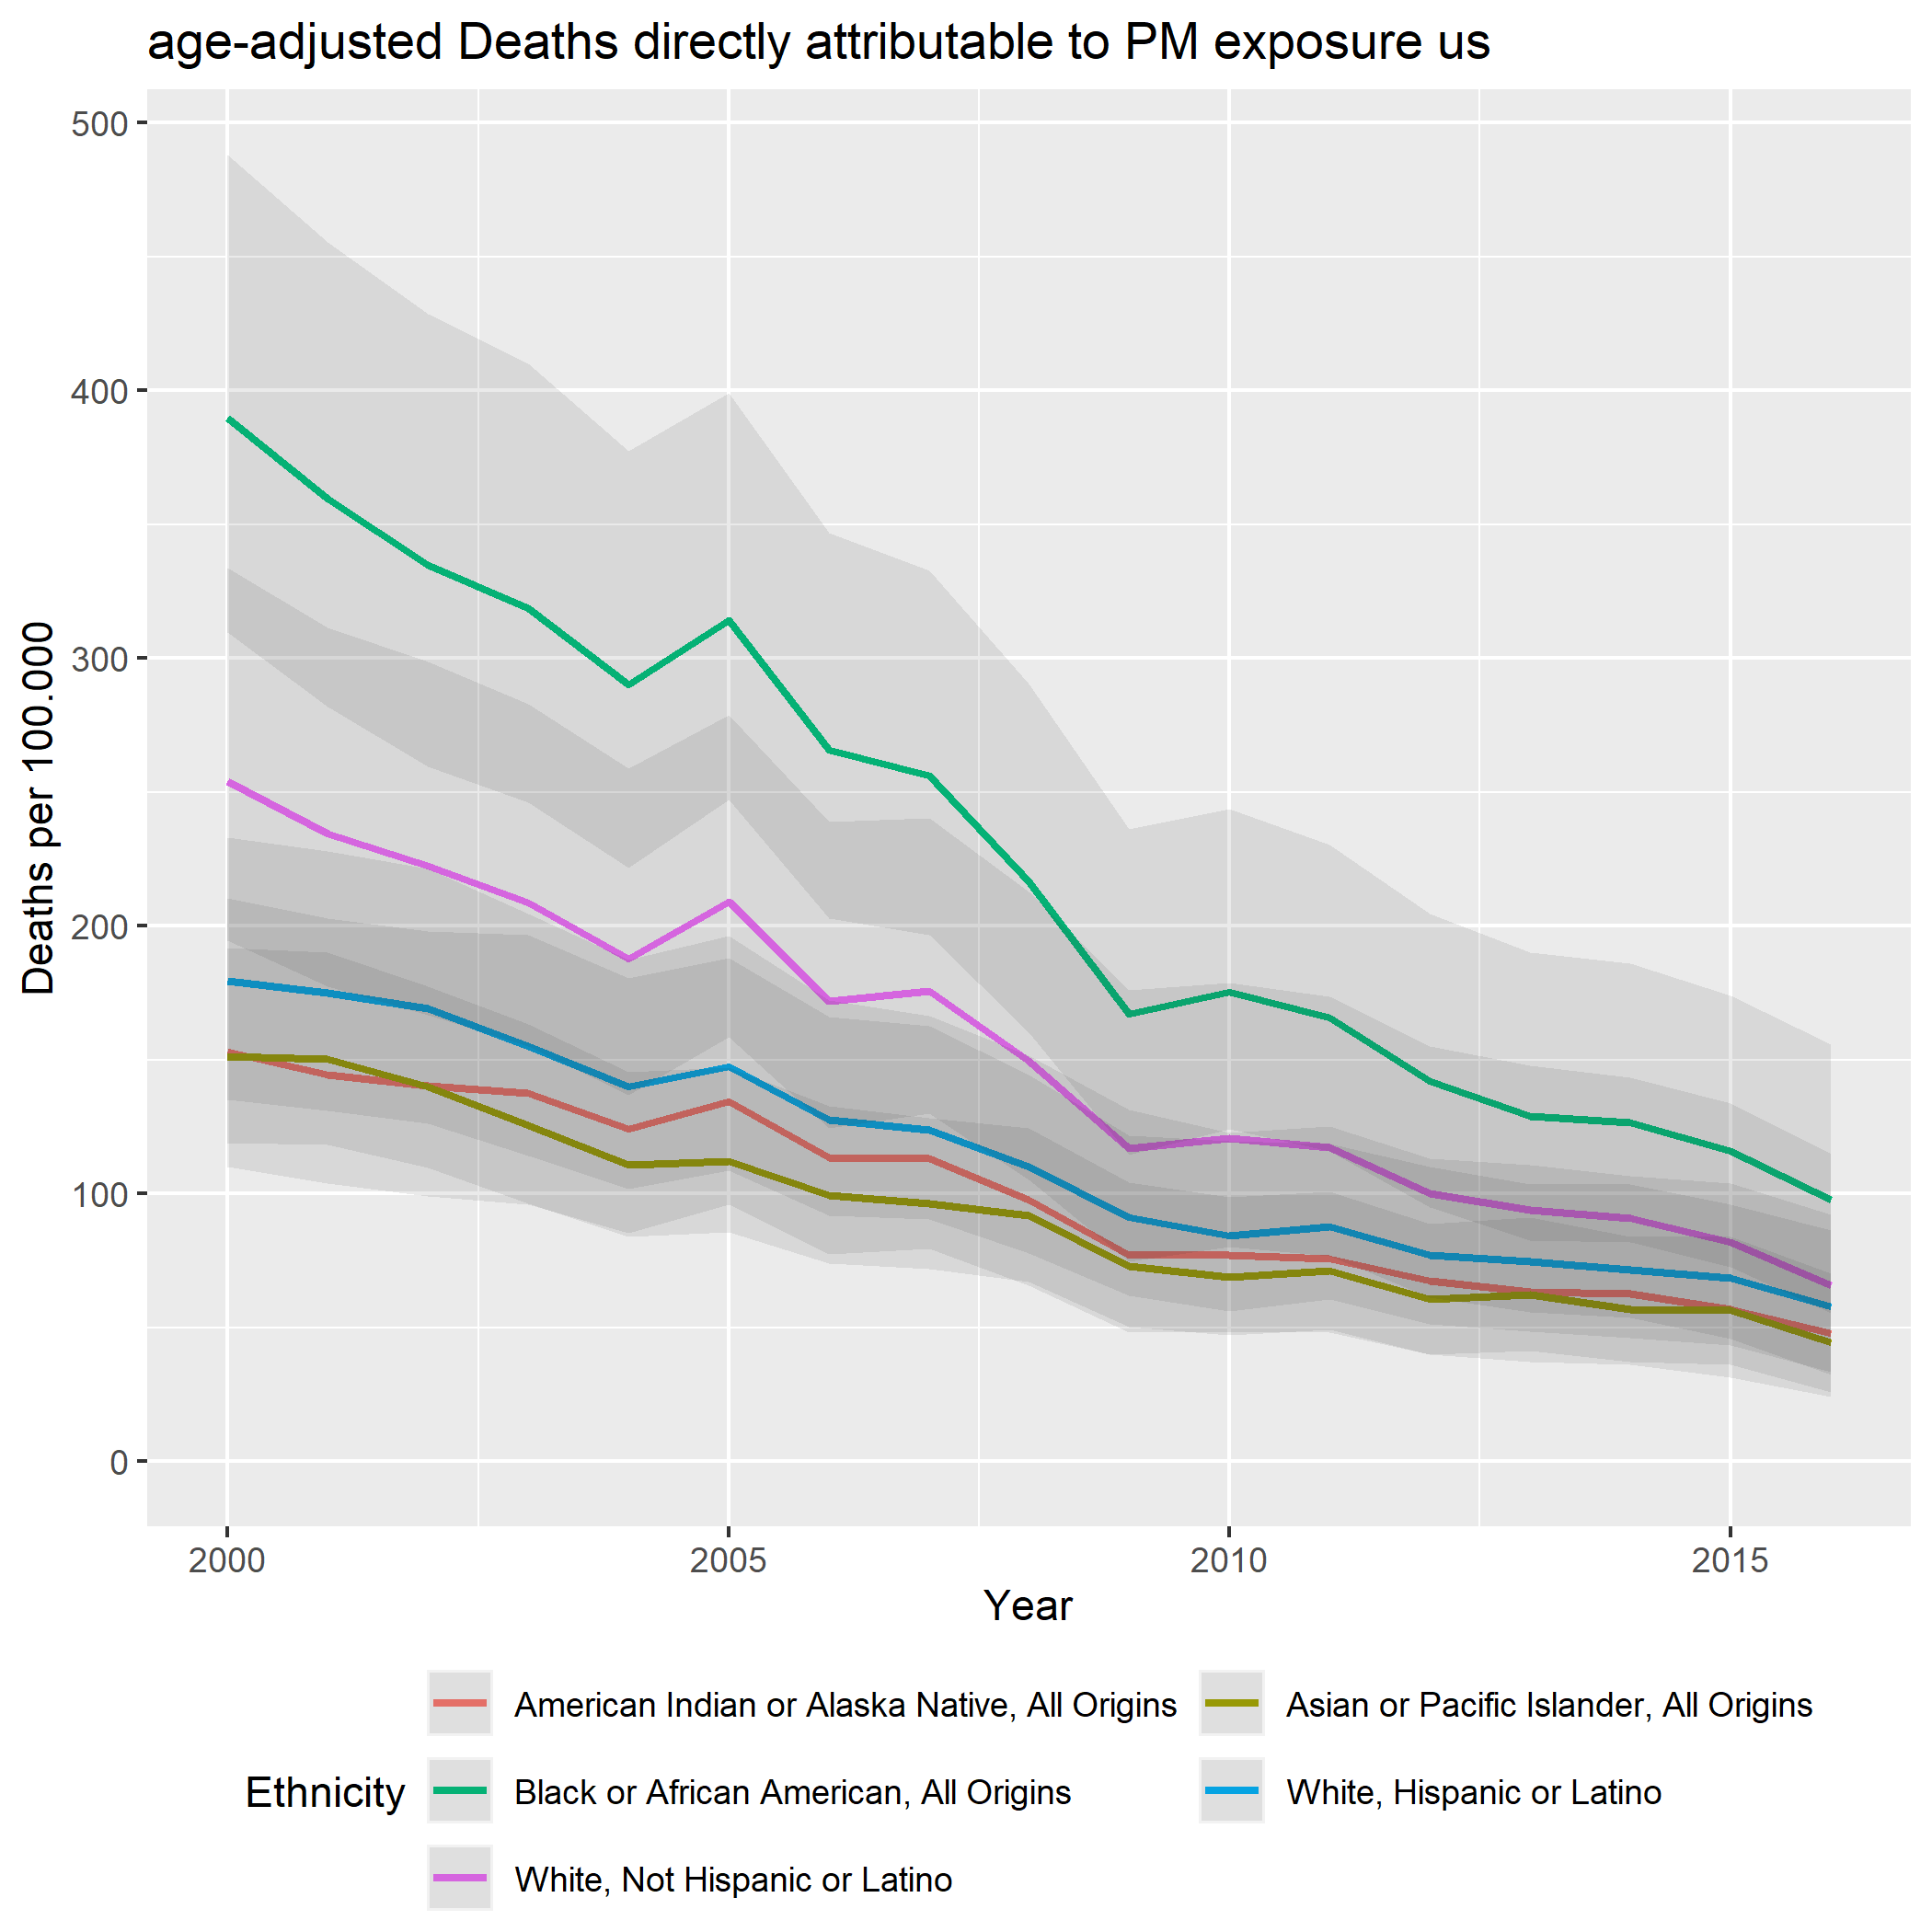 age-adjusted Deaths directly attributable to PM exposure us
Deaths per 100.000
500
400
300
200
100
0
2000 2005 2010 2015
Year
Ethnicity
American Indian or Alaska Native, All Origins
Asian or Pacific Islander, All Origins
Black or African American, All Origins
White, Hispanic or Latino
White, Not Hispanic or Latino